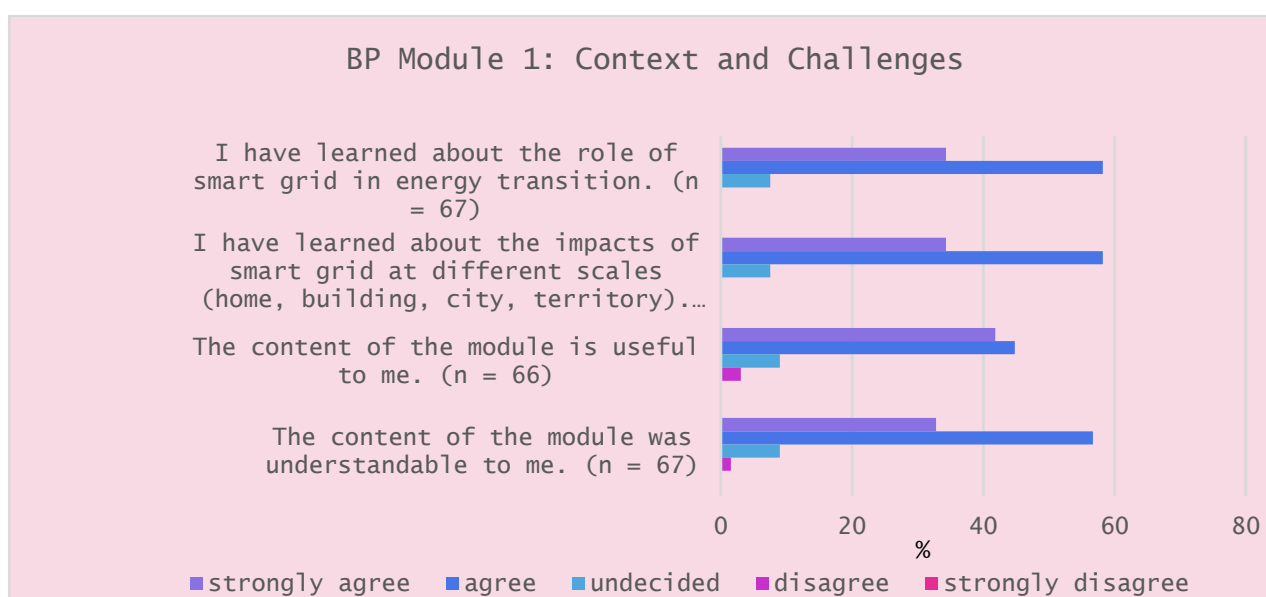 BP Module 1: Context and Challenges
I have learned about the role of
smart grid in energy transition. (n
= 67)
I have learned about the impacts of
smart grid at different scales
(home, building, city, territory).…
The content of the module is useful
to me. (n = 66)
The content of the module was
understandable to me. (n = 67)
0 20 40 60 80
%
strongly agree agree undecided disagree strongly disagree